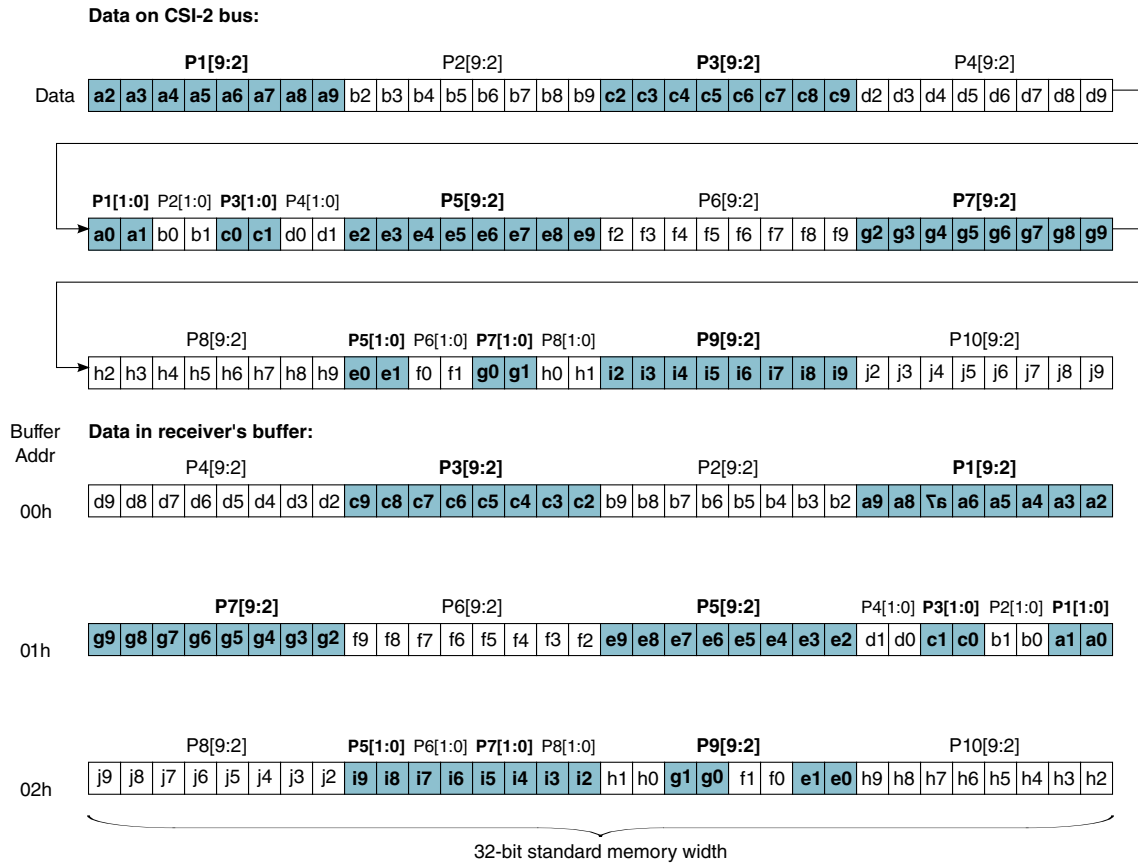 Data on CSI-2 bus:
P1[9:2] P2[9:2] P3[9:2] P4[9:2]
Data a2 a3 a4 a5 a6 a7 a8 a9 b2 b3 b4 b5 b6 b7 b8 b9 c2 c3 c4 c5 c6 c7 c8 c9 d2 d3 d4 d5 d6 d7 d8 d9
P1[1:0] P2[1:0] P3[1:0] P4[1:0] P5[9:2] P6[9:2] P7[9:2]
a0 a1 b0 b1 c0 c1 d0 d1 e2 e3 e4 e5 e6 e7 e8 e9 f2 f3 f4 f5 f6 f7 f8 f9 g2 g3 g4 g5 g6 g7 g8 g9
P8[9:2] P5[1:0] P6[1:0] P7[1:0] P8[1:0] P9[9:2] P10[9:2]
h2 h3 h4 h5 h6 h7 h8 h9 e0 e1 f0 f1 g0 g1 h0 h1 i2 i3 i4 i5 i6 i7 i8 i9 j2 j3 j4 j5 j6 j7 j8 j9
Buffer Addr
Data in receiver's buffer:
P4[9:2] P3[9:2] P2[9:2] P1[9:2]
00h d9 d8 d7 d6 d5 d4 d3 d2 c9 c8 c7 c6 c5 c4 c3 c2 b9 b8 b7 b6 b5 b4 b3 b2 a9 a8 a7 a6 a5 a4 a3 a2
P7[9:2] P6[9:2] P5[9:2] P4[1:0] P3[1:0] P2[1:0] P1[1:0]
01h g9 g8 g7 g6 g5 g4 g3 g2 f9 f8 f7 f6 f5 f4 f3 f2 e9 e8 e7 e6 e5 e4 e3 e2 d1 d0 c1 c0 b1 b0 a1 a0
P8[9:2] P5[1:0] P6[1:0] P7[1:0] P8[1:0] P9[9:2] P10[9:2]
02h j9 j8 j7 j6 j5 j4 j3 j2 i9 i8 i7 i6 i5 i4 i3 i2 h1 h0 g1 g0 f1 f0 e1 e0 h9 h8 h7 h6 h5 h4 h3 h2
32-bit standard memory width